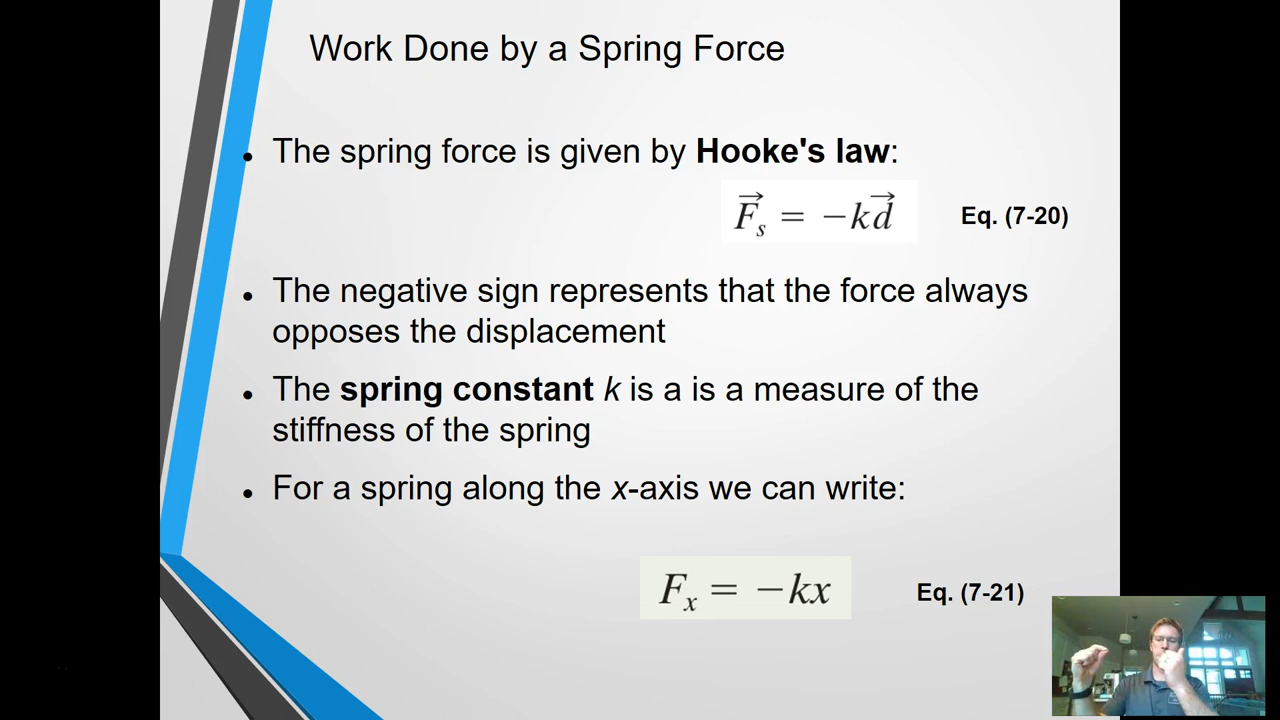 Work Done by a Spring Force
The spring force is given by Hooke's law:
F⃗ₛ = −kd⃗ Eq. (7-20)
The negative sign represents that the force always
opposes the displacement
The spring constant k is a is a measure of the
stiffness of the spring
For a spring along the x-axis we can write:
Fₓ = −kx Eq. (7-21)